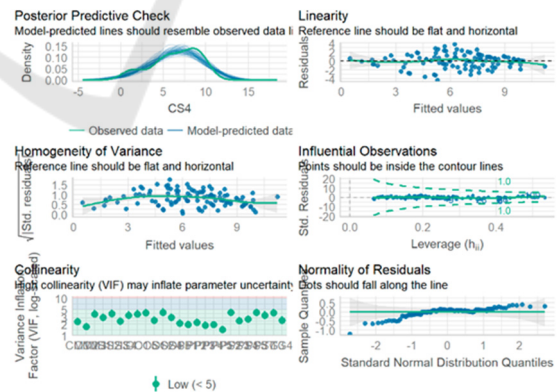 Posterior Predictive Check
Model-predicted lines should resemble observed data li
Density
0.15
0.10
0.05
0.00
-5
0
5
10
15
CS4
Observed data
Model-predicted data
Linearity
Reference line should be flat and horizontal
Residuals
4
2
0
-2
-4
0
3
6
9
Fitted values
Homogeneity of Variance
Reference line should be flat and horizontal
√|Std. residuals|
1.5
1.0
0.5
0.0
0
3
6
9
Fitted values
Influential Observations
Points should be inside the contour lines
Std. Residuals
20
10
0
-10
-20
1.0
1.0
0.0
0.2
0.4
Leverage (hii)
Collinearity
High collinearity (VIF) may inflate parameter uncertainty
Variance Inflation
Factor (VIF, log-scaled)
10
5
3
2
1
Low (< 5)
Normality of Residuals
Dots should fall along the line
Sample Quantiles
0.5
0.0
-0.5
-1.0
-2
-1
0
1
2
Standard Normal Distribution Quantiles